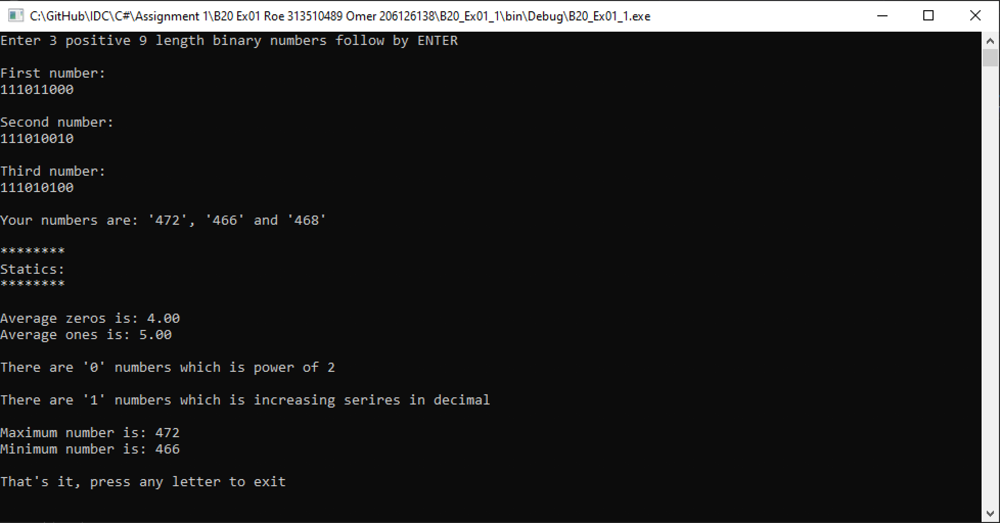 C:\GitHub\IDC\C#\Assignment 1\B20 Ex01 Roe 313510489 Omer 206126138\B20_Ex01_1\bin\Debug\B20_Ex01_1.exe
Enter 3 positive 9 length binary numbers follow by ENTER
First number:
111011000
Second number:
111010010
Third number:
111010100
Your numbers are: '472', '466' and '468'
********
Statics:
********
Average zeros is: 4.00
Average ones is: 5.00
There are '0' numbers which is power of 2
There are '1' numbers which is increasing serires in decimal
Maximum number is: 472
Minimum number is: 466
That's it, press any letter to exit